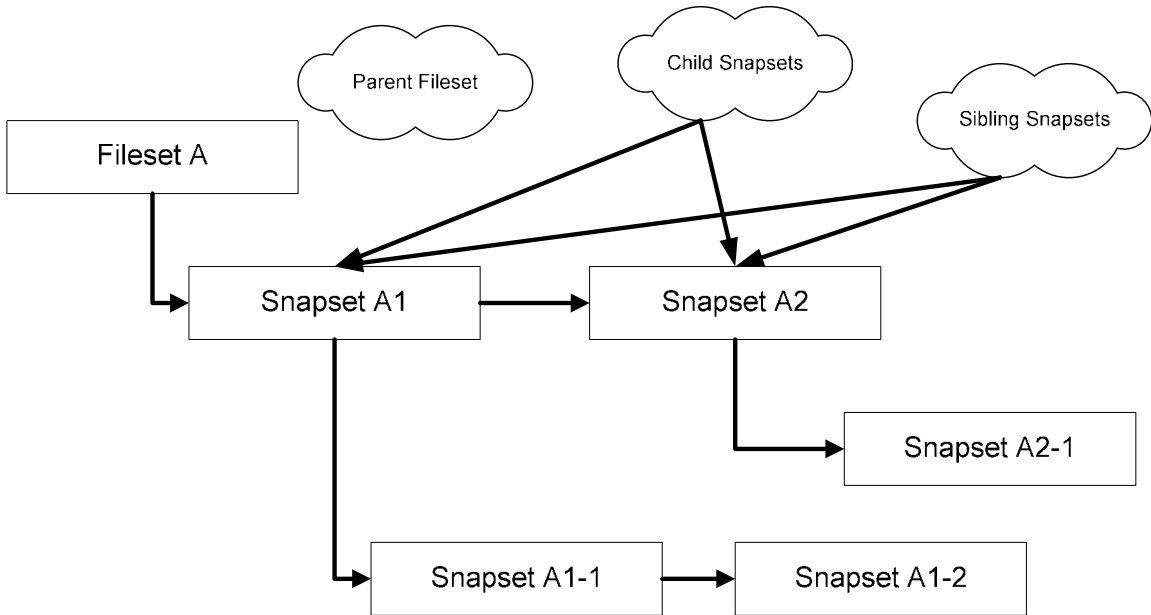 Parent Fileset
Child Snapsets
Sibling Snapsets
Fileset A
Snapset A1
Snapset A2
Snapset A2-1
Snapset A1-1
Snapset A1-2